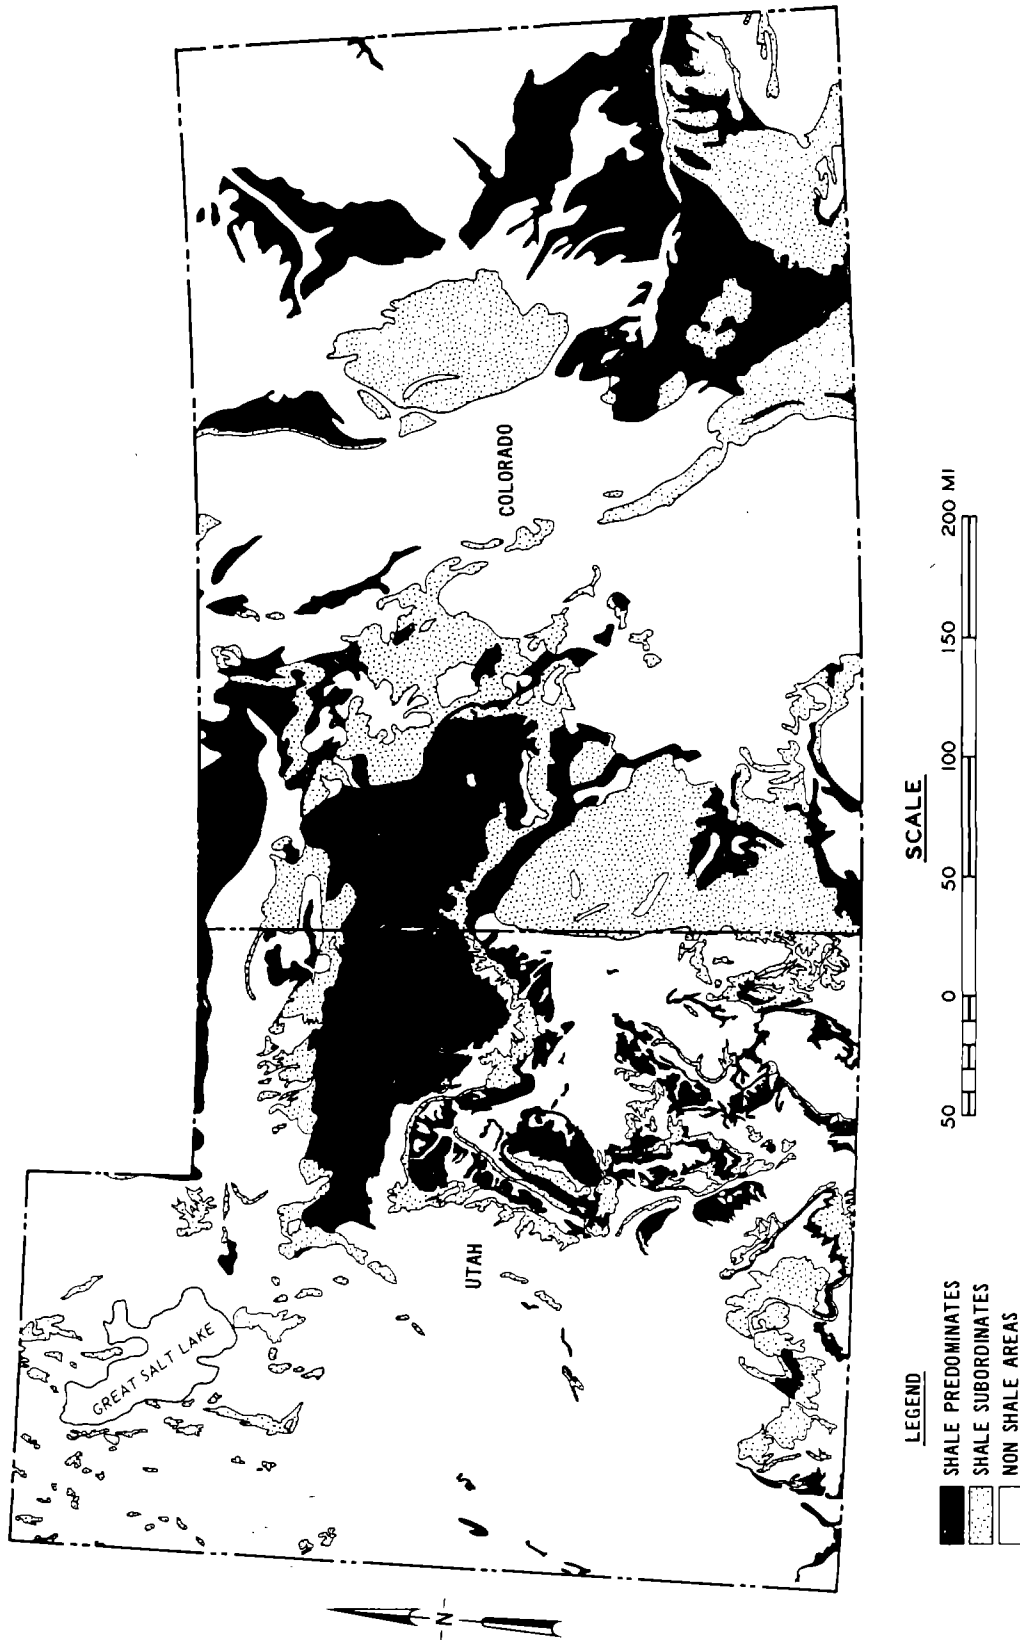 GREAT SALT LAKE
UTAH
COLORADO
-N-
LEGEND
SHALE PREDOMINATES
SHALE SUBORDINATES
NON SHALE AREAS
SCALE
50 0 50 100 150 200 MI